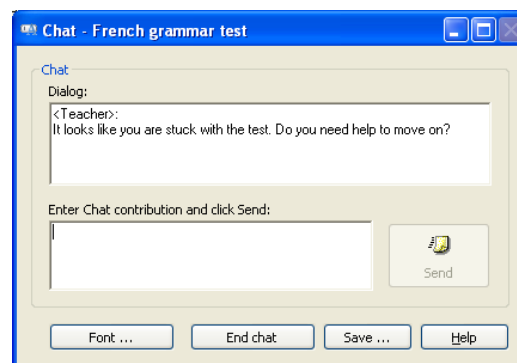 Chat - French grammar test
Chat
Dialog:
<Teacher>:
It looks like you are stuck with the test. Do you need help to move on?
Enter Chat contribution and click Send:
Send
Font ...
End chat
Save ...
Help